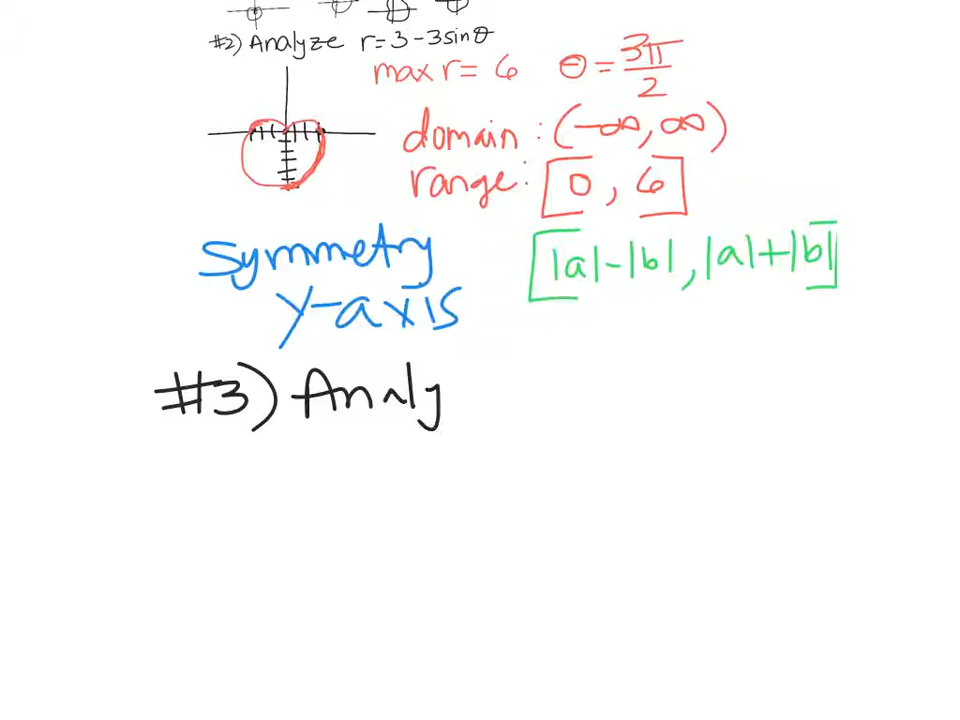 #2) Analyze r=3-3sinθ
max r= 6 θ=3π/2
domain: (-∞,∞)
range: [0,6]
Symmetry [|a|-|b|,|a|+|b|]
y-axis
#3) Analy